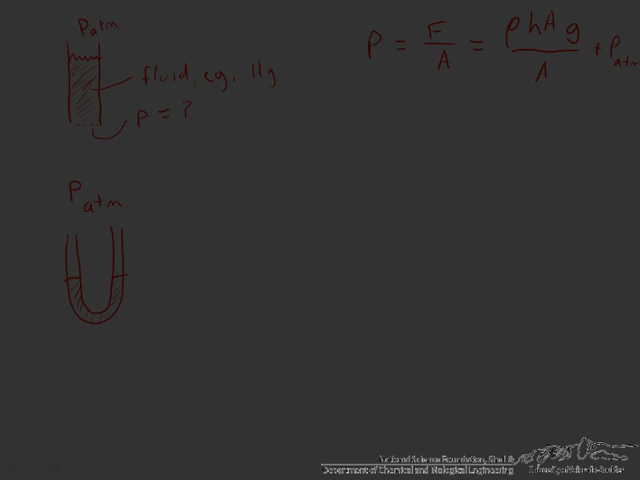 Patm
P = F/A = ρhAg/A + Patm
fluid, eg. Hg
P = ?
Patm
National Science Foundation, Shell &
Department of Chemical and Biological Engineering